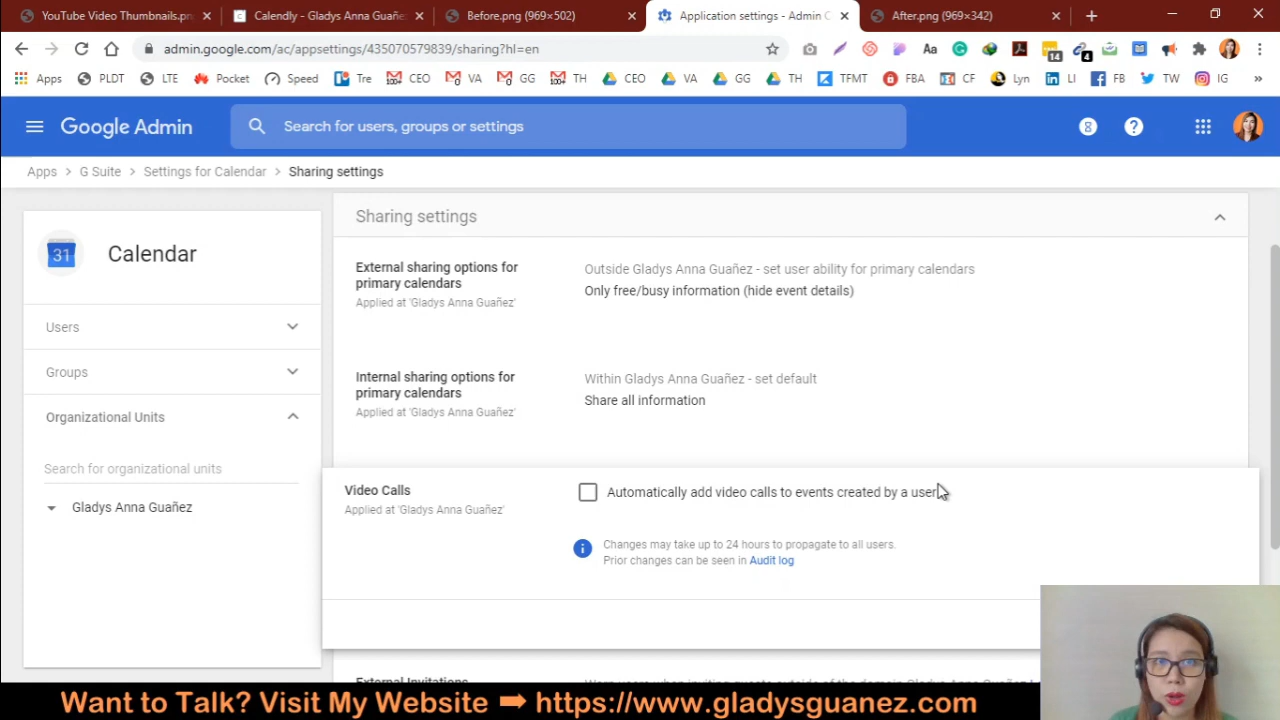 YouTube Video Thumbnails.pn
Calendly - Gladys Anna Guañez
Before.png (969×502)
Application settings - Admin C
After.png (969×342)
admin.google.com/ac/appsettings/435070579839/sharing?hl=en
14
4
Apps PLDT LTE Pocket Speed Tre CEO VA GG TH CEO VA GG TH TFMT FBA CF Lyn LI FB TW IG
Google Admin
Search for users, groups or settings
Apps > G Suite > Settings for Calendar > Sharing settings
31
Calendar
Users
Groups
Organizational Units
Search for organizational units
Gladys Anna Guañez
Sharing settings
External sharing options for
primary calendars
Applied at 'Gladys Anna Guañez'
Outside Gladys Anna Guañez - set user ability for primary calendars
Only free/busy information (hide event details)
Internal sharing options for
primary calendars
Applied at 'Gladys Anna Guañez'
Within Gladys Anna Guañez - set default
Share all information
Video Calls
Applied at 'Gladys Anna Guañez'
Automatically add video calls to events created by a user
Changes may take up to 24 hours to propagate to all users.
Prior changes can be seen in Audit log
Want to Talk? Visit My Website ➡ https://www.gladysguanez.com